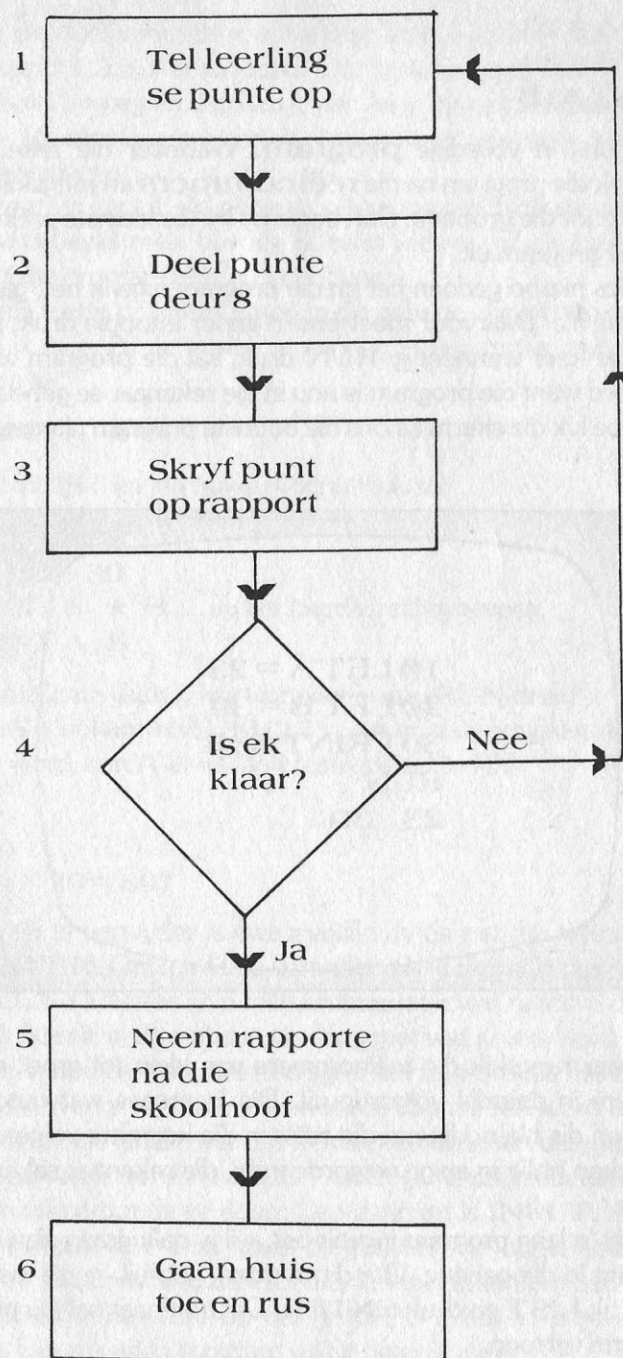 1
Tel leerling
se punte op
2
Deel punte
deur 8
3
Skryf punt
op rapport
4
Is ek
klaar?
Nee
Ja
5
Neem rapporte
na die
skoolhoof
6
Gaan huis
toe en rus